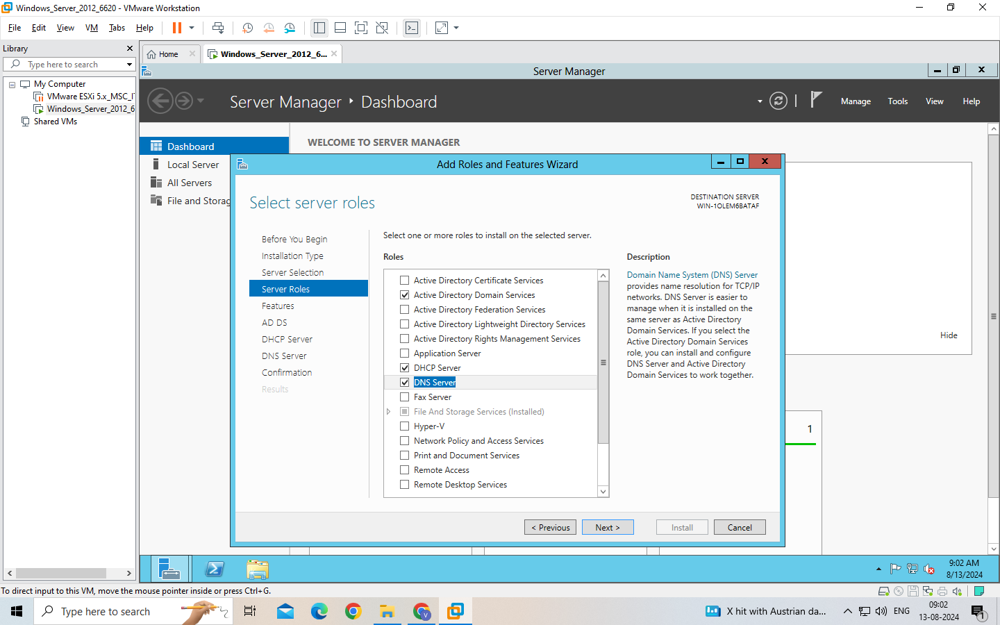 Windows_Server_2012_6620 - VMware Workstation
File Edit View VM Tabs Help
Library
Type here to search
My Computer
VMware ESXi 5.x_MSC_I
Windows_Server_2012_6
Shared VMs
Home
Windows_Server_2012_6...
Server Manager
Server Manager • Dashboard
Manage Tools View Help
Dashboard
Local Server
All Servers
File and Storag
WELCOME TO SERVER MANAGER
Hide
1
Add Roles and Features Wizard
Select server roles
DESTINATION SERVER
WIN-1OLEM6BATAF
Before You Begin
Installation Type
Server Selection
Server Roles
Features
AD DS
DHCP Server
DNS Server
Confirmation
Results
Select one or more roles to install on the selected server.
Roles
Active Directory Certificate Services
Active Directory Domain Services
Active Directory Federation Services
Active Directory Lightweight Directory Services
Active Directory Rights Management Services
Application Server
DHCP Server
DNS Server
Fax Server
File And Storage Services (Installed)
Hyper-V
Network Policy and Access Services
Print and Document Services
Remote Access
Remote Desktop Services
Description
Domain Name System (DNS) Server
provides name resolution for TCP/IP
networks. DNS Server is easier to
manage when it is installed on the
same server as Active Directory
Domain Services. If you select the
Active Directory Domain Services
role, you can install and configure
DNS Server and Active Directory
Domain Services to work together.
< Previous Next > Install Cancel
9:02 AM
8/13/2024
To direct input to this VM, move the mouse pointer inside or press Ctrl+G.
Type here to search
V
X hit with Austrian da...
ENG
09:02
13-08-2024
1